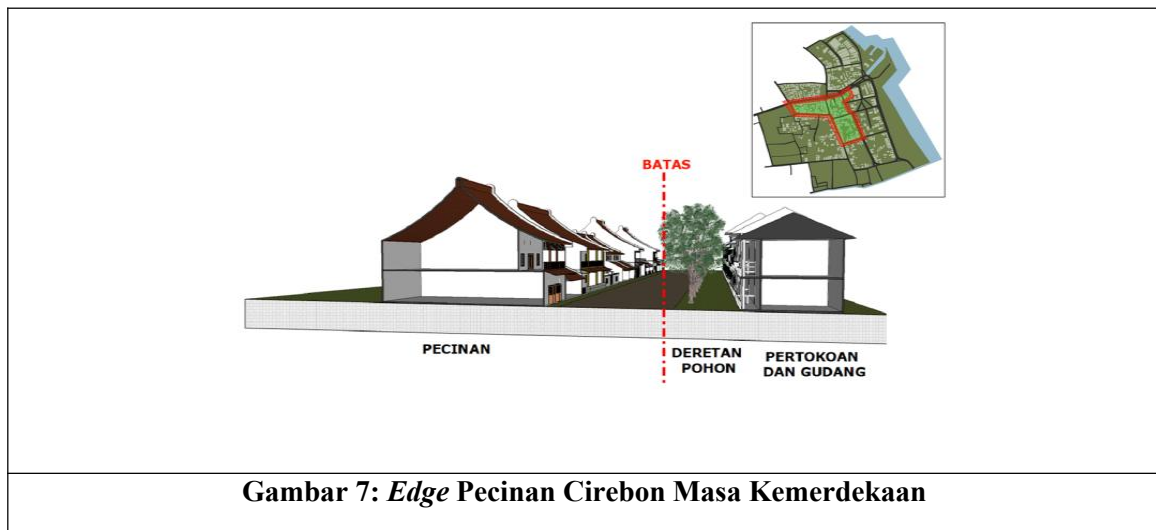 BATAS
PECINAN
DERETAN
POHON
PERTOKOAN
DAN GUDANG
Gambar 7: Edge Pecinan Cirebon Masa Kemerdekaan